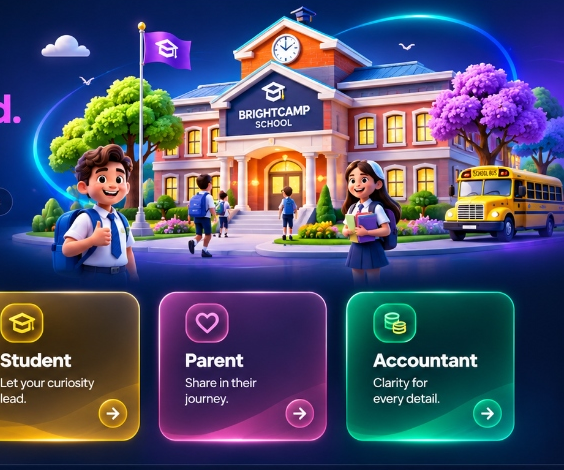 d.
BRIGHTCAMP
SCHOOL
SCHOOL BUS
Student
Let your curiosity
lead.
Parent
Share in their
journey.
Accountant
Clarity for
every detail.